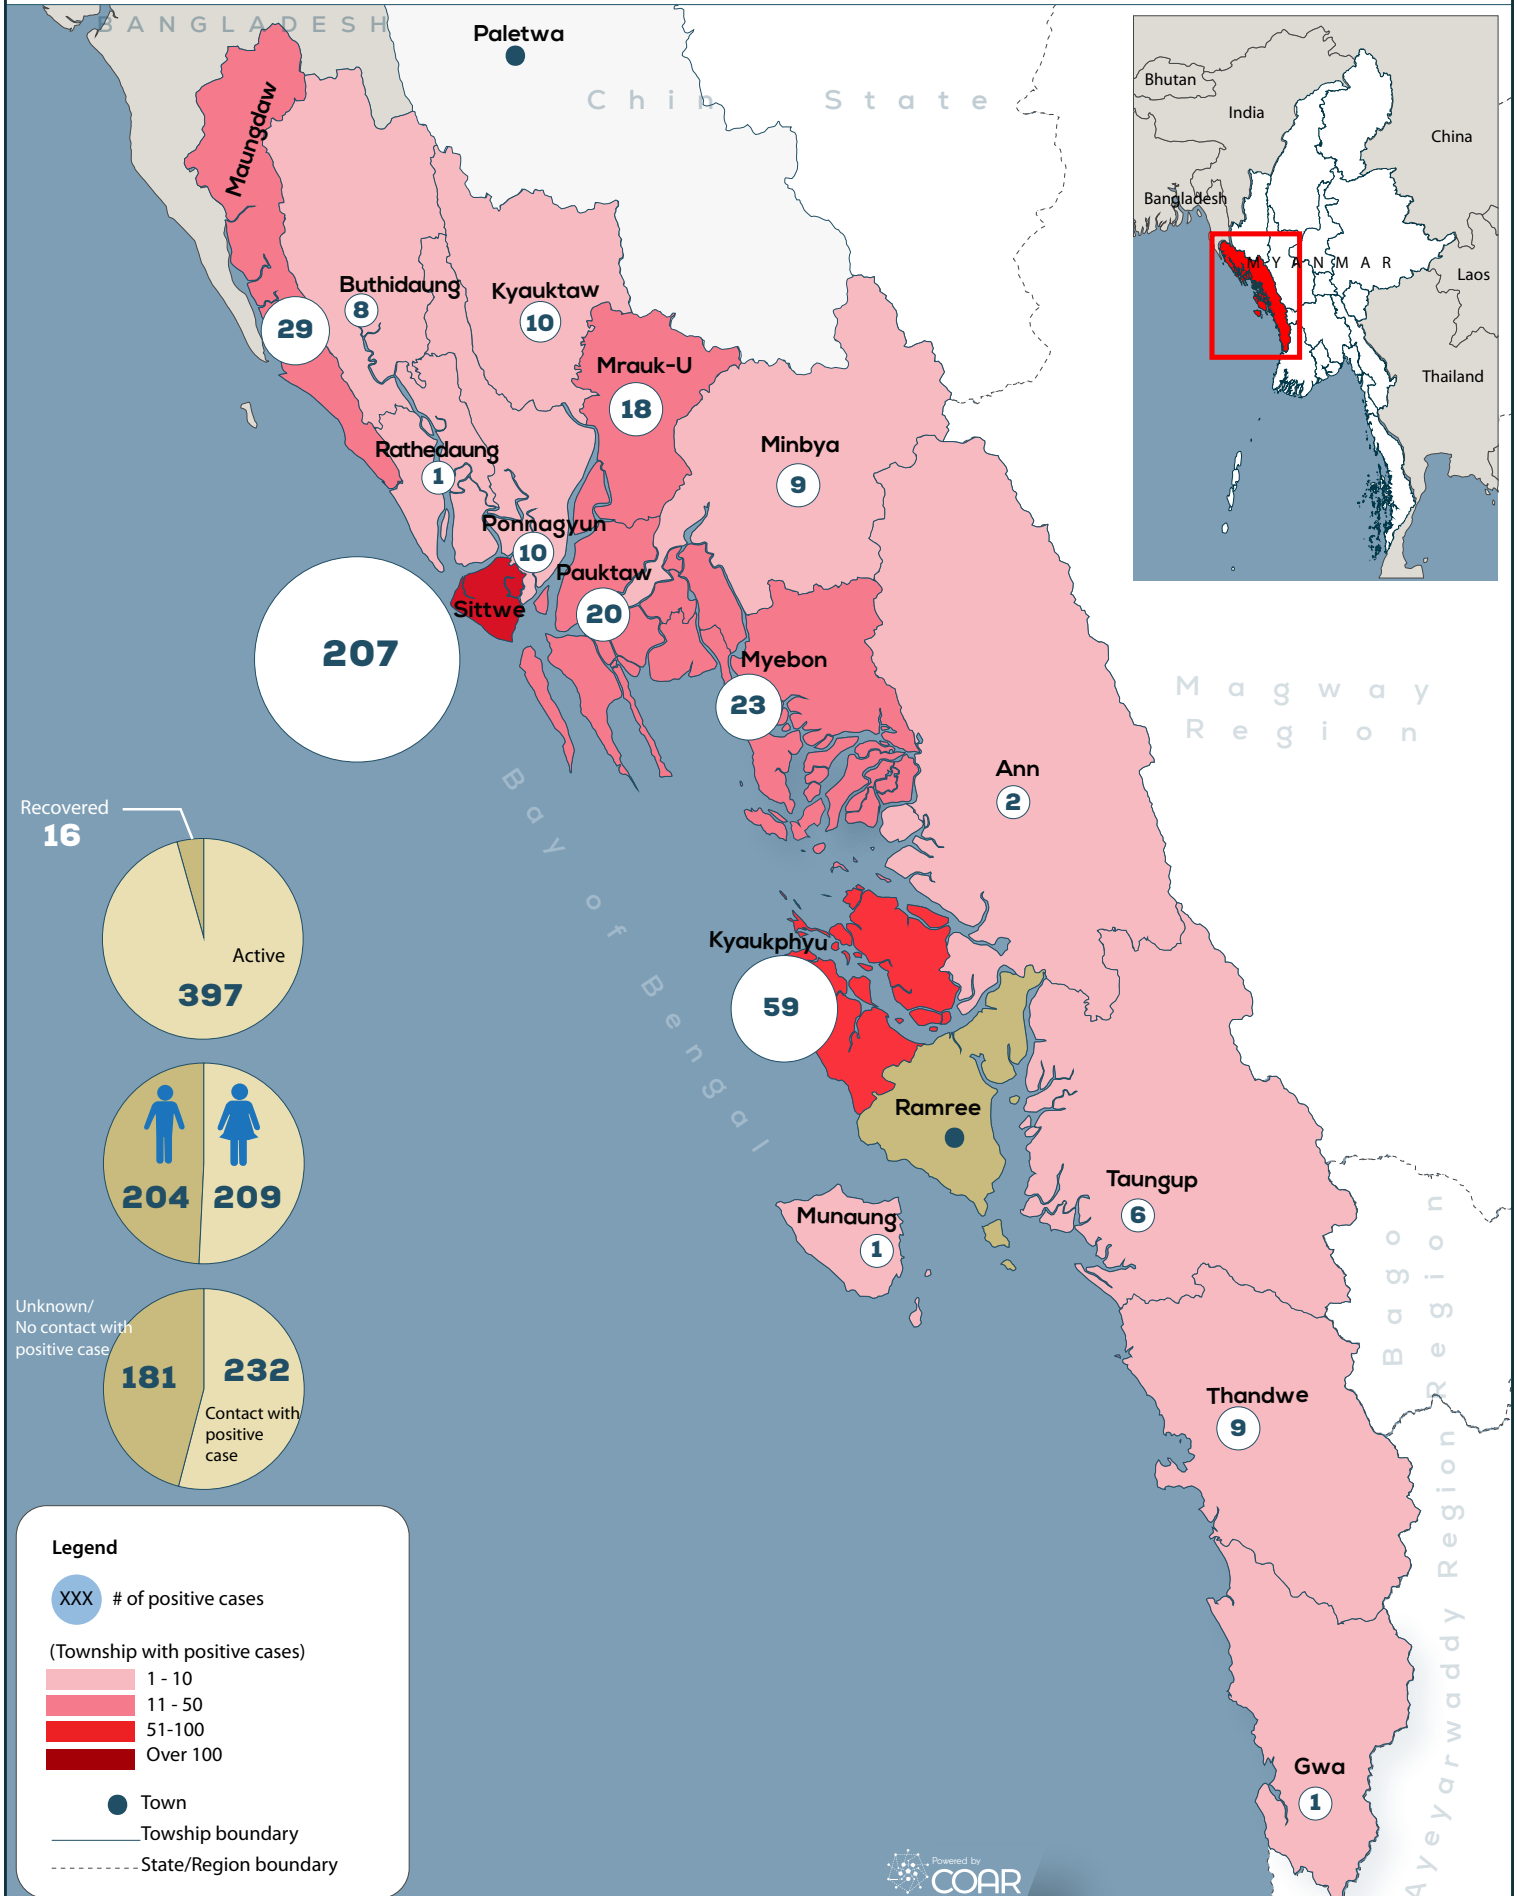 BANGLADESH
Paletwa
Chin State
Maungdaw
29
Buthidaung
8
Kyauktaw
10
Mrauk-U
18
Minbya
9
Rathedaung
1
Ponnagyun
10
Pauktaw
20
Sittwe
207
Myebon
23
Ann
2
Magway
Region
Bay of Bengal
Kyaukphyu
59
Ramree
Munaung
1
Taungup
6
Thandwe
9
Gwa
1
Bago
Region
Ayeyarwaddy Region
Bhutan
India
China
Bangladesh
MYANMAR
Laos
Thailand
Recovered
16
Active
397
204
209
Unknown/
No contact with
positive case
181
232
Contact with
positive
case
Legend
XXX # of positive cases
(Township with positive cases)
1 - 10
11 - 50
51-100
Over 100
Town
Towship boundary
State/Region boundary
Powered by
COAR